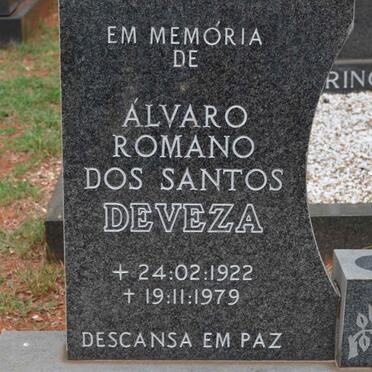 EM MEMÓRIA
DE
ÁLVARO
ROMANO
DOS SANTOS
DEVEZA
+ 24:02:1922
+ 19:11:1979
DESCANSA EM PAZ